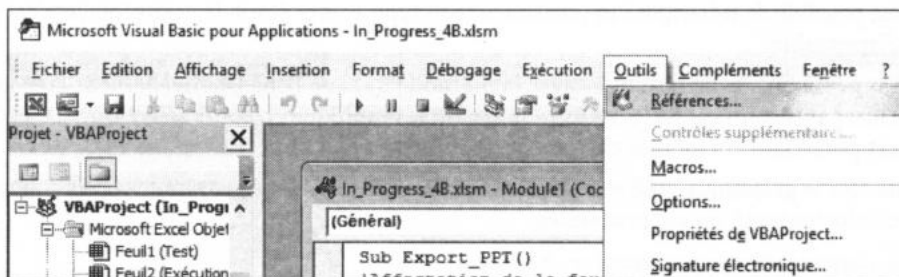 Microsoft Visual Basic pour Applications - In_Progress_4B.xlsm
Fichier Edition Affichage Insertion Format Débogage Exécution Outils Compléments Fenêtre ?
Références...
Projet - VBAProject
Contrôles supplémentaire...
Macros...
In_Progress_4B.xlsm - Module1 (Coc
VBAProject (In_Progr
Options...
(Général)
Microsoft Excel Objet
Propriétés de VBAProject...
Feuil1 (Test)
Sub Export_PPT()
Signature électronique...
Feuil2 (Exécution